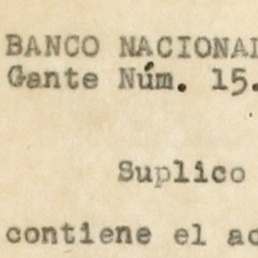 BANCO NACIONAL
Gante Núm. 15.
Suplico
contiene el ac